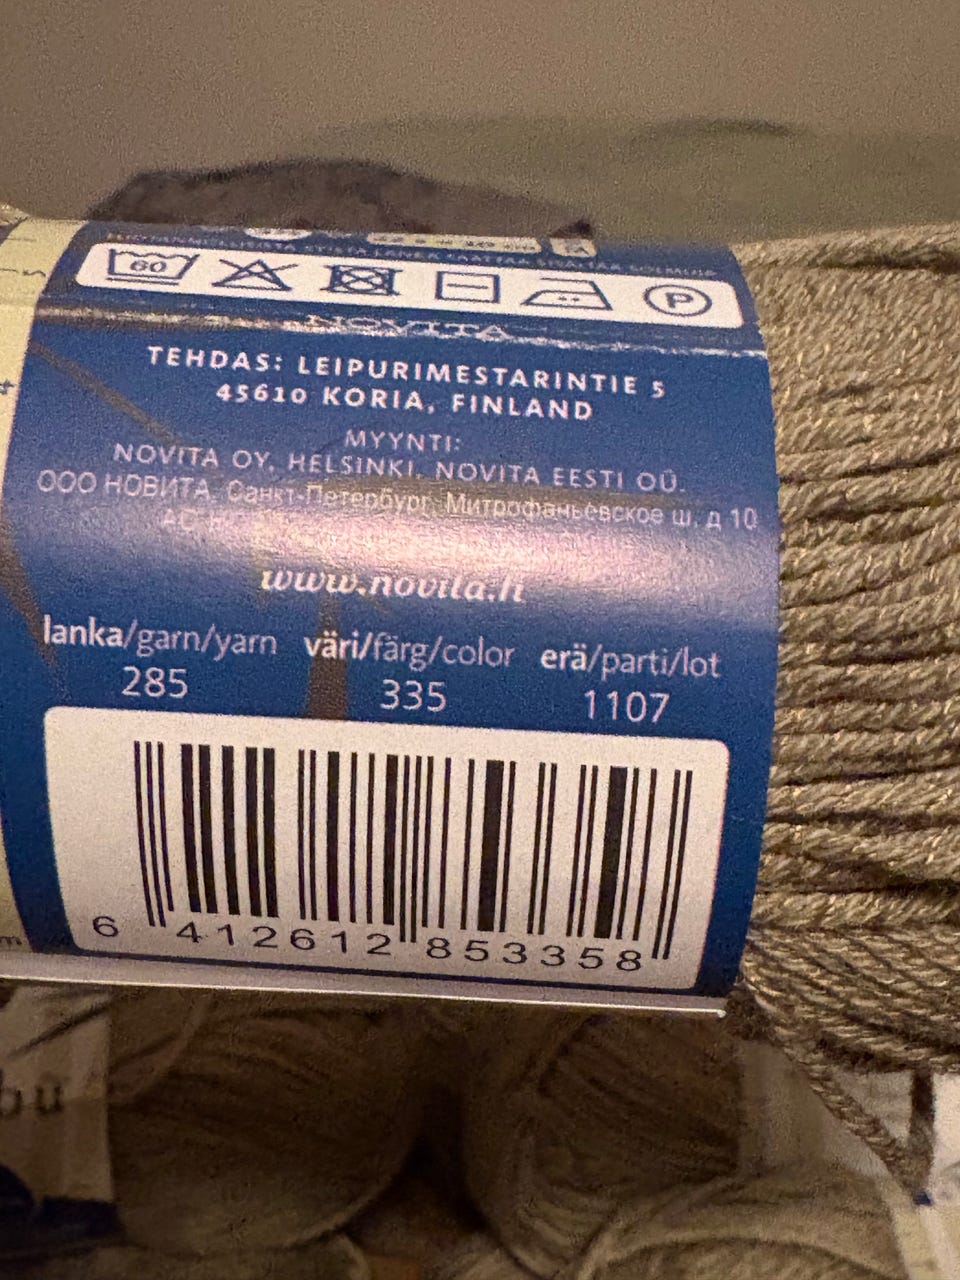 60
P
NOVITA
TEHDAS: LEIPURIMESTARINTIE 5
45610 KORIA, FINLAND
MYYNTI:
NOVITA OY, HELSINKI, NOVITA EESTI OÜ.
ООО НОВИТА, Санкт-Петербург, Митрофаньевское ш. д 10
www.novita.fi
lanka/garn/yarn väri/färg/color erä/parti/lot
285 335 1107
6 412612 853358